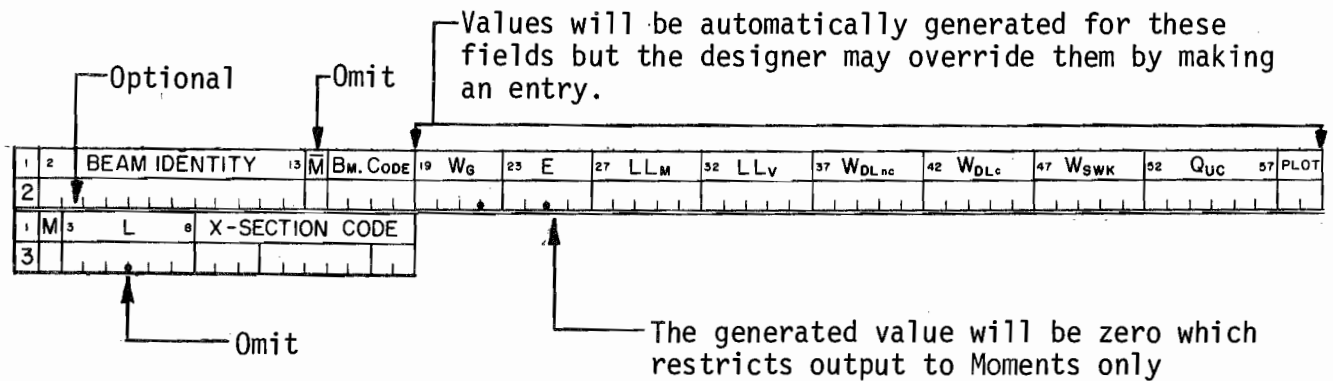 Values will be automatically generated for these
fields but the designer may override them by making
an entry.
Optional
Omit
1 2 BEAM IDENTITY 13 M̅ BM. CODE 19 WG 23 E 27 LLM 32 LLV 37 WDLnc 42 WDLc 47 WSWK 52 QUC 57 PLOT
2
1 M 3 L 8 X-SECTION CODE
3
Omit
The generated value will be zero which
restricts output to Moments only